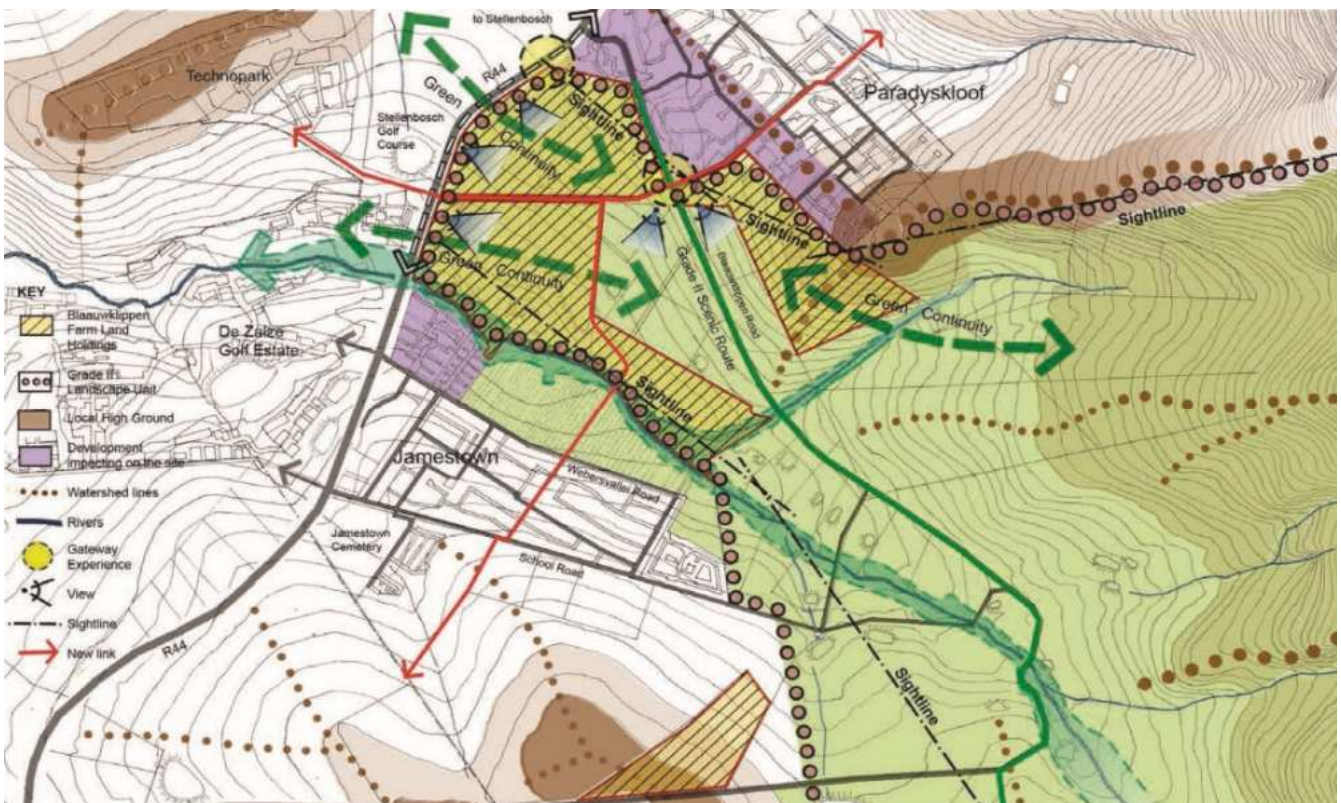 to Stellenbosch
Technopark
R44
Green
Continuity
Sightline
Paradyskloof
Stellenbosch
Golf
Course
Sightline
Sightline
Green Continuity
Grade II Scenic Route
Green Continuity
KEY
Blaauwklippen
Farm Land
Holdings
Grade II
Landscape Unit
Local High Ground
Development
impacting on the site
Watershed lines
Rivers
Gateway
Experience
View
Sightline
New link
De Zalze
Golf Estate
Sightline
Jamestown
Webersvallei Road
Jamestown
Cemetery
School Road
R44
Sightline